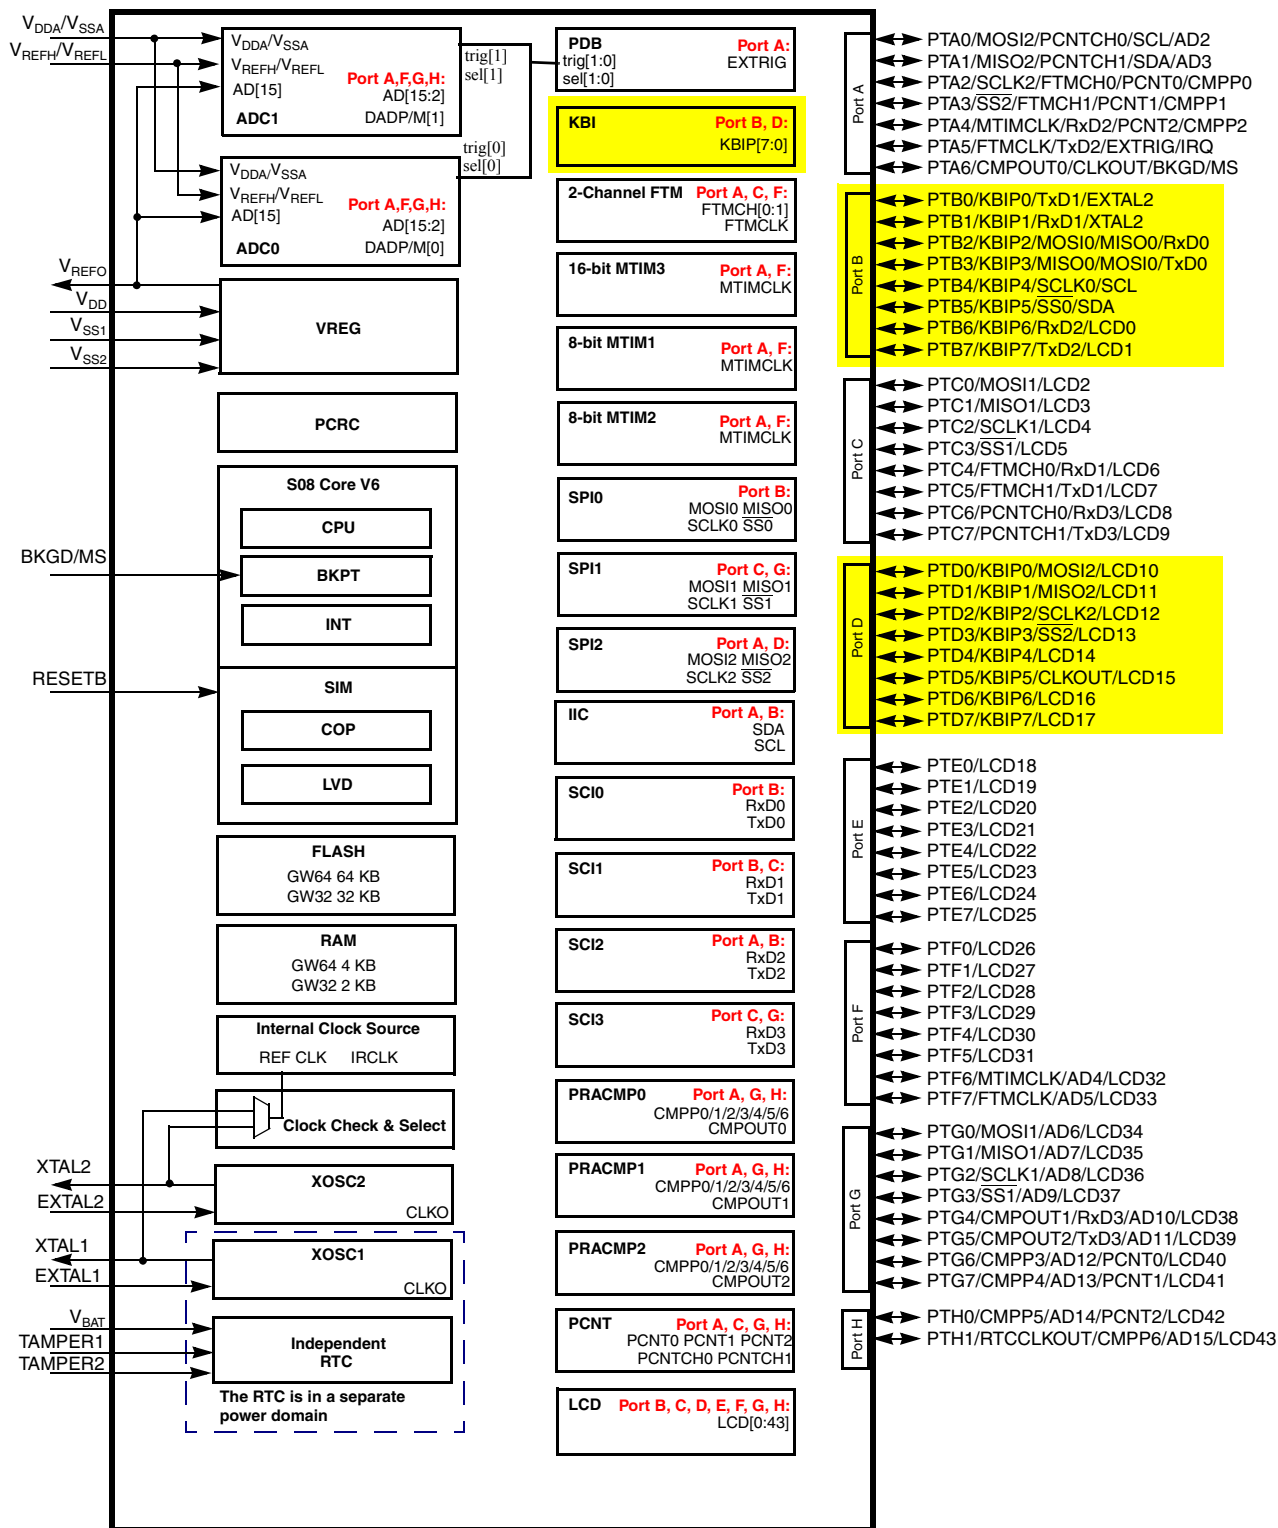 V_DDA/V_SSA
V_REFH/V_REFL
V_DDA/V_SSA
V_REFH/V_REFL
Port A,F,G,H:
AD[15]
AD[15:2]
ADC1
DADP/M[1]
trig[1]
sel[1]
V_DDA/V_SSA
V_REFH/V_REFL
Port A,F,G,H:
AD[15]
AD[15:2]
ADC0
DADP/M[0]
trig[0]
sel[0]
V_REFO
V_DD
V_SS1
V_SS2
VREG
PCRC
S08 Core V6
CPU
BKGD/MS
BKPT
INT
RESETB
SIM
COP
LVD
FLASH
GW64 64 KB
GW32 32 KB
RAM
GW64 4 KB
GW32 2 KB
Internal Clock Source
REF CLK IRCLK
Clock Check & Select
XTAL2
EXTAL2
XOSC2
CLKO
XTAL1
EXTAL1
XOSC1
CLKO
V_BAT
TAMPER1
TAMPER2
Independent
RTC
The RTC is in a separate
power domain
PDB Port A:
trig[1:0] EXTRIG
sel[1:0]
KBI Port B, D:
KBIP[7:0]
2-Channel FTM Port A, C, F:
FTMCH[0:1]
FTMCLK
16-bit MTIM3 Port A, F:
MTIMCLK
8-bit MTIM1 Port A, F:
MTIMCLK
8-bit MTIM2 Port A, F:
MTIMCLK
SPI0 Port B:
MOSI0 MISO0
SCLK0 SS0
SPI1 Port C, G:
MOSI1 MISO1
SCLK1 SS1
SPI2 Port A, D:
MOSI2 MISO2
SCLK2 SS2
IIC Port A, B:
SDA
SCL
SCI0 Port B:
RxD0
TxD0
SCI1 Port B, C:
RxD1
TxD1
SCI2 Port A, B:
RxD2
TxD2
SCI3 Port C, G:
RxD3
TxD3
PRACMP0 Port A, G, H:
CMPP0/1/2/3/4/5/6
CMPOUT0
PRACMP1 Port A, G, H:
CMPP0/1/2/3/4/5/6
CMPOUT1
PRACMP2 Port A, G, H:
CMPP0/1/2/3/4/5/6
CMPOUT2
PCNT Port A, C, G, H:
PCNT0 PCNT1 PCNT2
PCNTCH0 PCNTCH1
LCD Port B, C, D, E, F, G, H:
LCD[0:43]
Port A
PTA0/MOSI2/PCNTCH0/SCL/AD2
PTA1/MISO2/PCNTCH1/SDA/AD3
PTA2/SCLK2/FTMCH0/PCNT0/CMPP0
PTA3/SS2/FTMCH1/PCNT1/CMPP1
PTA4/MTIMCLK/RxD2/PCNT2/CMPP2
PTA5/FTMCLK/TxD2/EXTRIG/IRQ
PTA6/CMPOUT0/CLKOUT/BKGD/MS
Port B
PTB0/KBIP0/TxD1/EXTAL2
PTB1/KBIP1/RxD1/XTAL2
PTB2/KBIP2/MOSI0/MISO0/RxD0
PTB3/KBIP3/MISO0/MOSI0/TxD0
PTB4/KBIP4/SCLK0/SCL
PTB5/KBIP5/SS0/SDA
PTB6/KBIP6/RxD2/LCD0
PTB7/KBIP7/TxD2/LCD1
Port C
PTC0/MOSI1/LCD2
PTC1/MISO1/LCD3
PTC2/SCLK1/LCD4
PTC3/SS1/LCD5
PTC4/FTMCH0/RxD1/LCD6
PTC5/FTMCH1/TxD1/LCD7
PTC6/PCNTCH0/RxD3/LCD8
PTC7/PCNTCH1/TxD3/LCD9
Port D
PTD0/KBIP0/MOSI2/LCD10
PTD1/KBIP1/MISO2/LCD11
PTD2/KBIP2/SCLK2/LCD12
PTD3/KBIP3/SS2/LCD13
PTD4/KBIP4/LCD14
PTD5/KBIP5/CLKOUT/LCD15
PTD6/KBIP6/LCD16
PTD7/KBIP7/LCD17
Port E
PTE0/LCD18
PTE1/LCD19
PTE2/LCD20
PTE3/LCD21
PTE4/LCD22
PTE5/LCD23
PTE6/LCD24
PTE7/LCD25
Port F
PTF0/LCD26
PTF1/LCD27
PTF2/LCD28
PTF3/LCD29
PTF4/LCD30
PTF5/LCD31
PTF6/MTIMCLK/AD4/LCD32
PTF7/FTMCLK/AD5/LCD33
Port G
PTG0/MOSI1/AD6/LCD34
PTG1/MISO1/AD7/LCD35
PTG2/SCLK1/AD8/LCD36
PTG3/SS1/AD9/LCD37
PTG4/CMPOUT1/RxD3/AD10/LCD38
PTG5/CMPOUT2/TxD3/AD11/LCD39
PTG6/CMPP3/AD12/PCNT0/LCD40
PTG7/CMPP4/AD13/PCNT1/LCD41
Port H
PTH0/CMPP5/AD14/PCNT2/LCD42
PTH1/RTCCLKOUT/CMPP6/AD15/LCD43